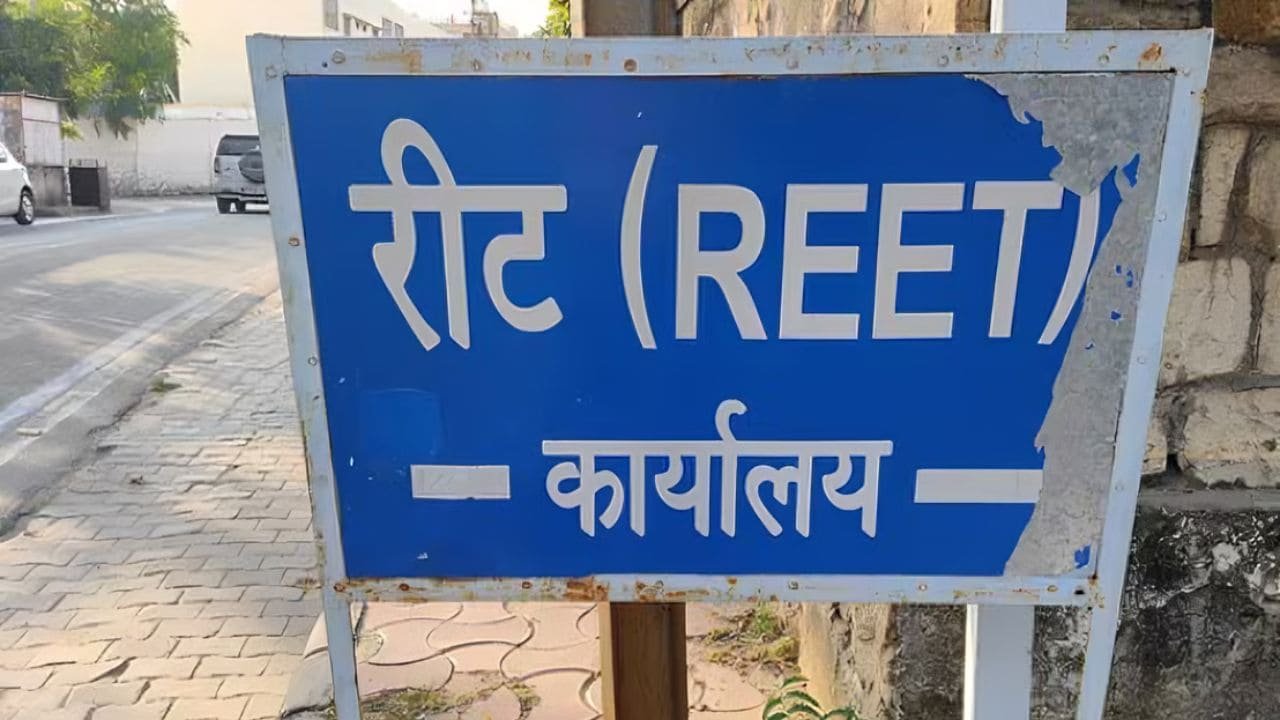 रीट (REET)
— कार्यालय —